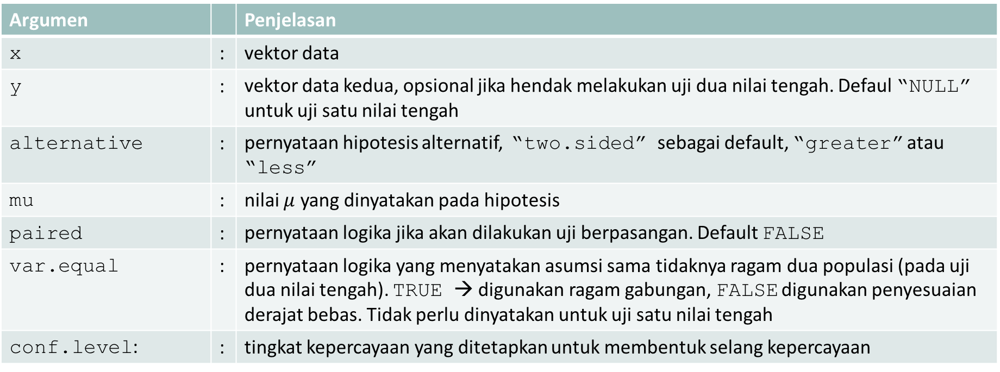 Argumen Penjelasan
x : vektor data
y : vektor data kedua, opsional jika hendak melakukan uji dua nilai tengah. Defaul “NULL”
untuk uji satu nilai tengah
alternative : pernyataan hipotesis alternatif, “two.sided” sebagai default, “greater” atau
“less”
mu : nilai 𝜇 yang dinyatakan pada hipotesis
paired : pernyataan logika jika akan dilakukan uji berpasangan. Default FALSE
var.equal : pernyataan logika yang menyatakan asumsi sama tidaknya ragam dua populasi (pada uji
dua nilai tengah). TRUE → digunakan ragam gabungan, FALSE digunakan penyesuaian
derajat bebas. Tidak perlu dinyatakan untuk uji satu nilai tengah
conf.level: : tingkat kepercayaan yang ditetapkan untuk membentuk selang kepercayaan